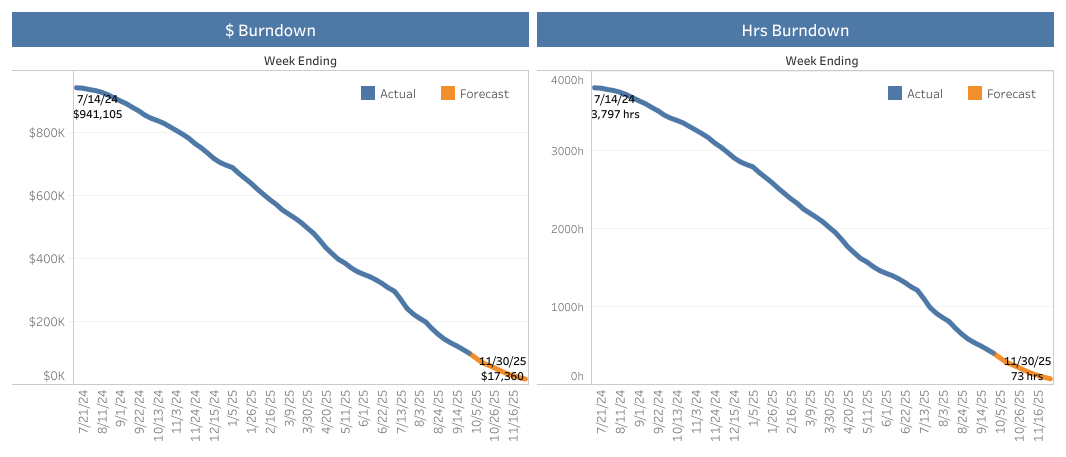 $ Burndown
Week Ending
Actual Forecast
7/14/24
$941,105
$800K
$600K
$400K
$200K
$0K
11/30/25
$17,360
7/21/24 8/11/24 9/1/24 9/22/24 10/13/24 11/3/24 11/24/24 12/15/24 1/5/25 1/26/25 2/16/25 3/9/25 3/30/25 4/20/25 5/11/25 6/1/25 6/22/25 7/13/25 8/3/25 8/24/25 9/14/25 10/5/25 10/26/25 11/16/25
Hrs Burndown
Week Ending
Actual Forecast
4000h
7/14/24
3,797 hrs
3000h
2000h
1000h
0h
11/30/25
73 hrs
7/21/24 8/11/24 9/1/24 9/22/24 10/13/24 11/3/24 11/24/24 12/15/24 1/5/25 1/26/25 2/16/25 3/9/25 3/30/25 4/20/25 5/11/25 6/1/25 6/22/25 7/13/25 8/3/25 8/24/25 9/14/25 10/5/25 10/26/25 11/16/25